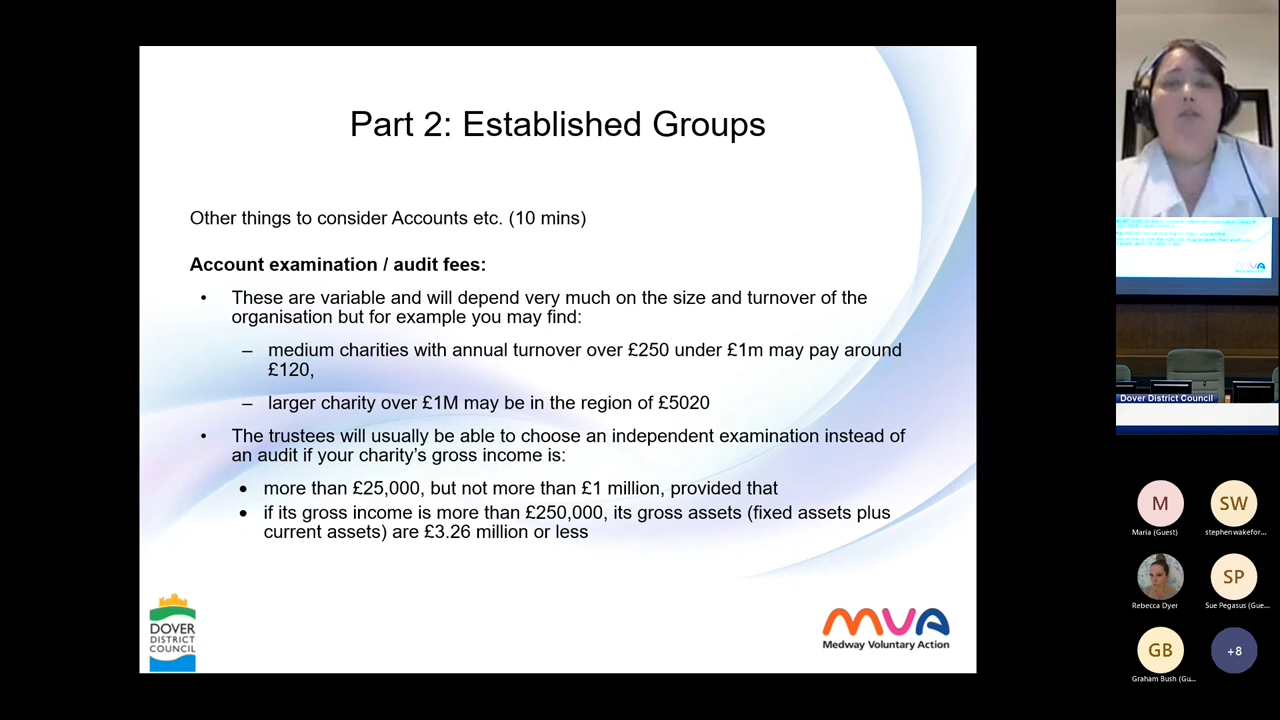 Part 2: Established Groups
Other things to consider Accounts etc. (10 mins)
Account examination / audit fees:
• These are variable and will depend very much on the size and turnover of the
organisation but for example you may find:
– medium charities with annual turnover over £250 under £1m may pay around
£120,
– larger charity over £1M may be in the region of £5020
• The trustees will usually be able to choose an independent examination instead of
an audit if your charity’s gross income is:
• more than £25,000, but not more than £1 million, provided that
• if its gross income is more than £250,000, its gross assets (fixed assets plus
current assets) are £3.26 million or less
DOVER
DISTRICT
COUNCIL
MVA
Medway Voluntary Action
mva
Dover District Council
M
SW
Maria (Guest)
stephen wakefor...
SP
Rebecca Dyer
Sue Pegasus (Gue...
GB
+8
Graham Bush (Gu...